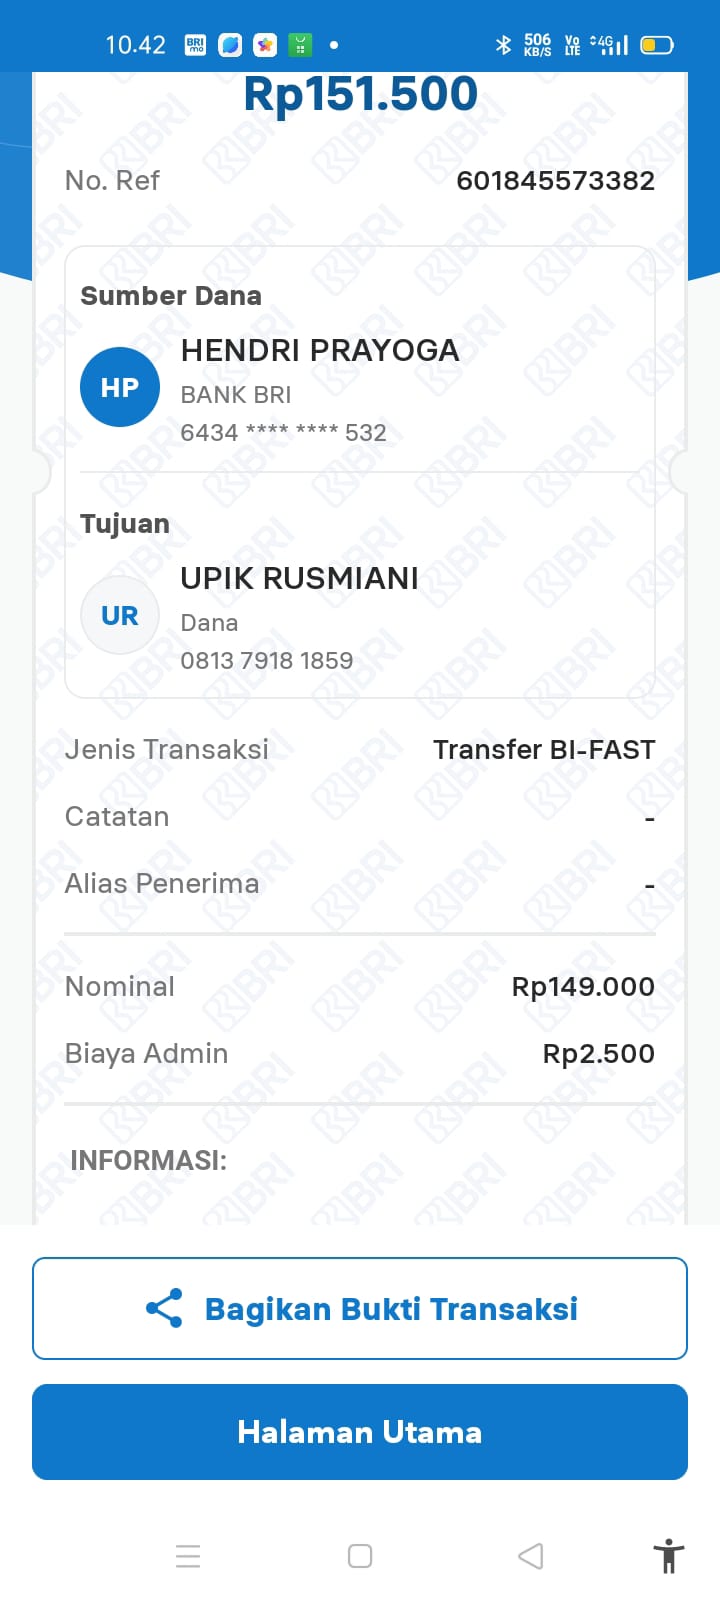 10.42
BRI
mo
506
KB/S
Vo
LTE
4G
Rp151.500
No. Ref
601845573382
Sumber Dana
HP
HENDRI PRAYOGA
BANK BRI
6434 **** **** 532
Tujuan
UR
UPIK RUSMIANI
Dana
0813 7918 1859
Jenis Transaksi
Transfer BI-FAST
Catatan
-
Alias Penerima
-
Nominal
Rp149.000
Biaya Admin
Rp2.500
INFORMASI:
Bagikan Bukti Transaksi
Halaman Utama